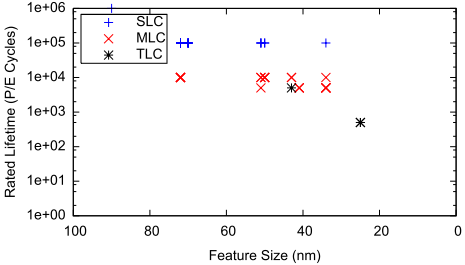 1e+06
1e+05
1e+04
1e+03
1e+02
1e+01
1e+00
Rated Lifetime (P/E Cycles)
SLC
MLC
TLC
100
80
60
40
20
0
Feature Size (nm)